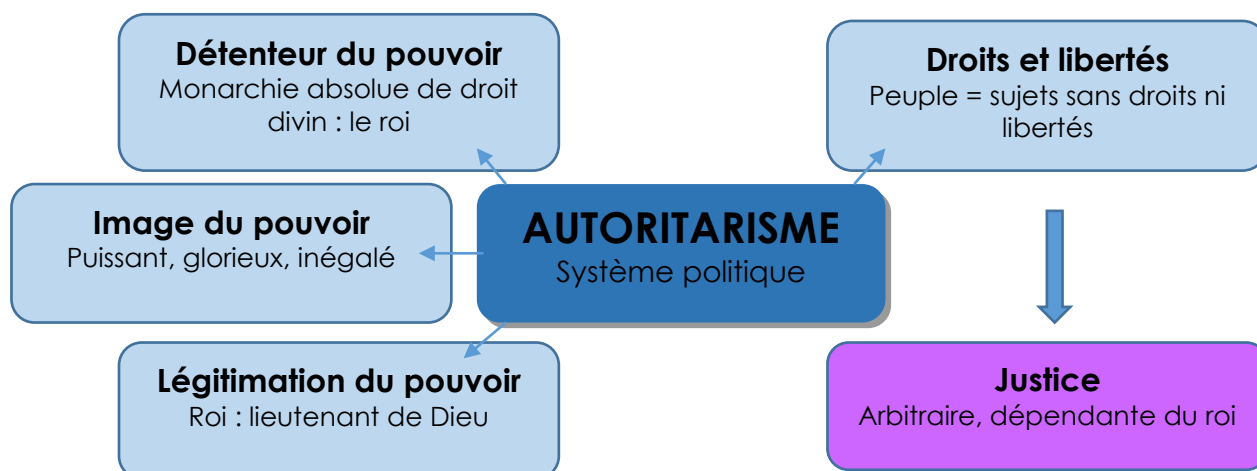 Détenteur du pouvoir
Monarchie absolue de droit
divin : le roi
Droits et libertés
Peuple = sujets sans droits ni
libertés
Image du pouvoir
Puissant, glorieux, inégalé
AUTORITARISME
Système politique
Légitimation du pouvoir
Roi : lieutenant de Dieu
Justice
Arbitraire, dépendante du roi